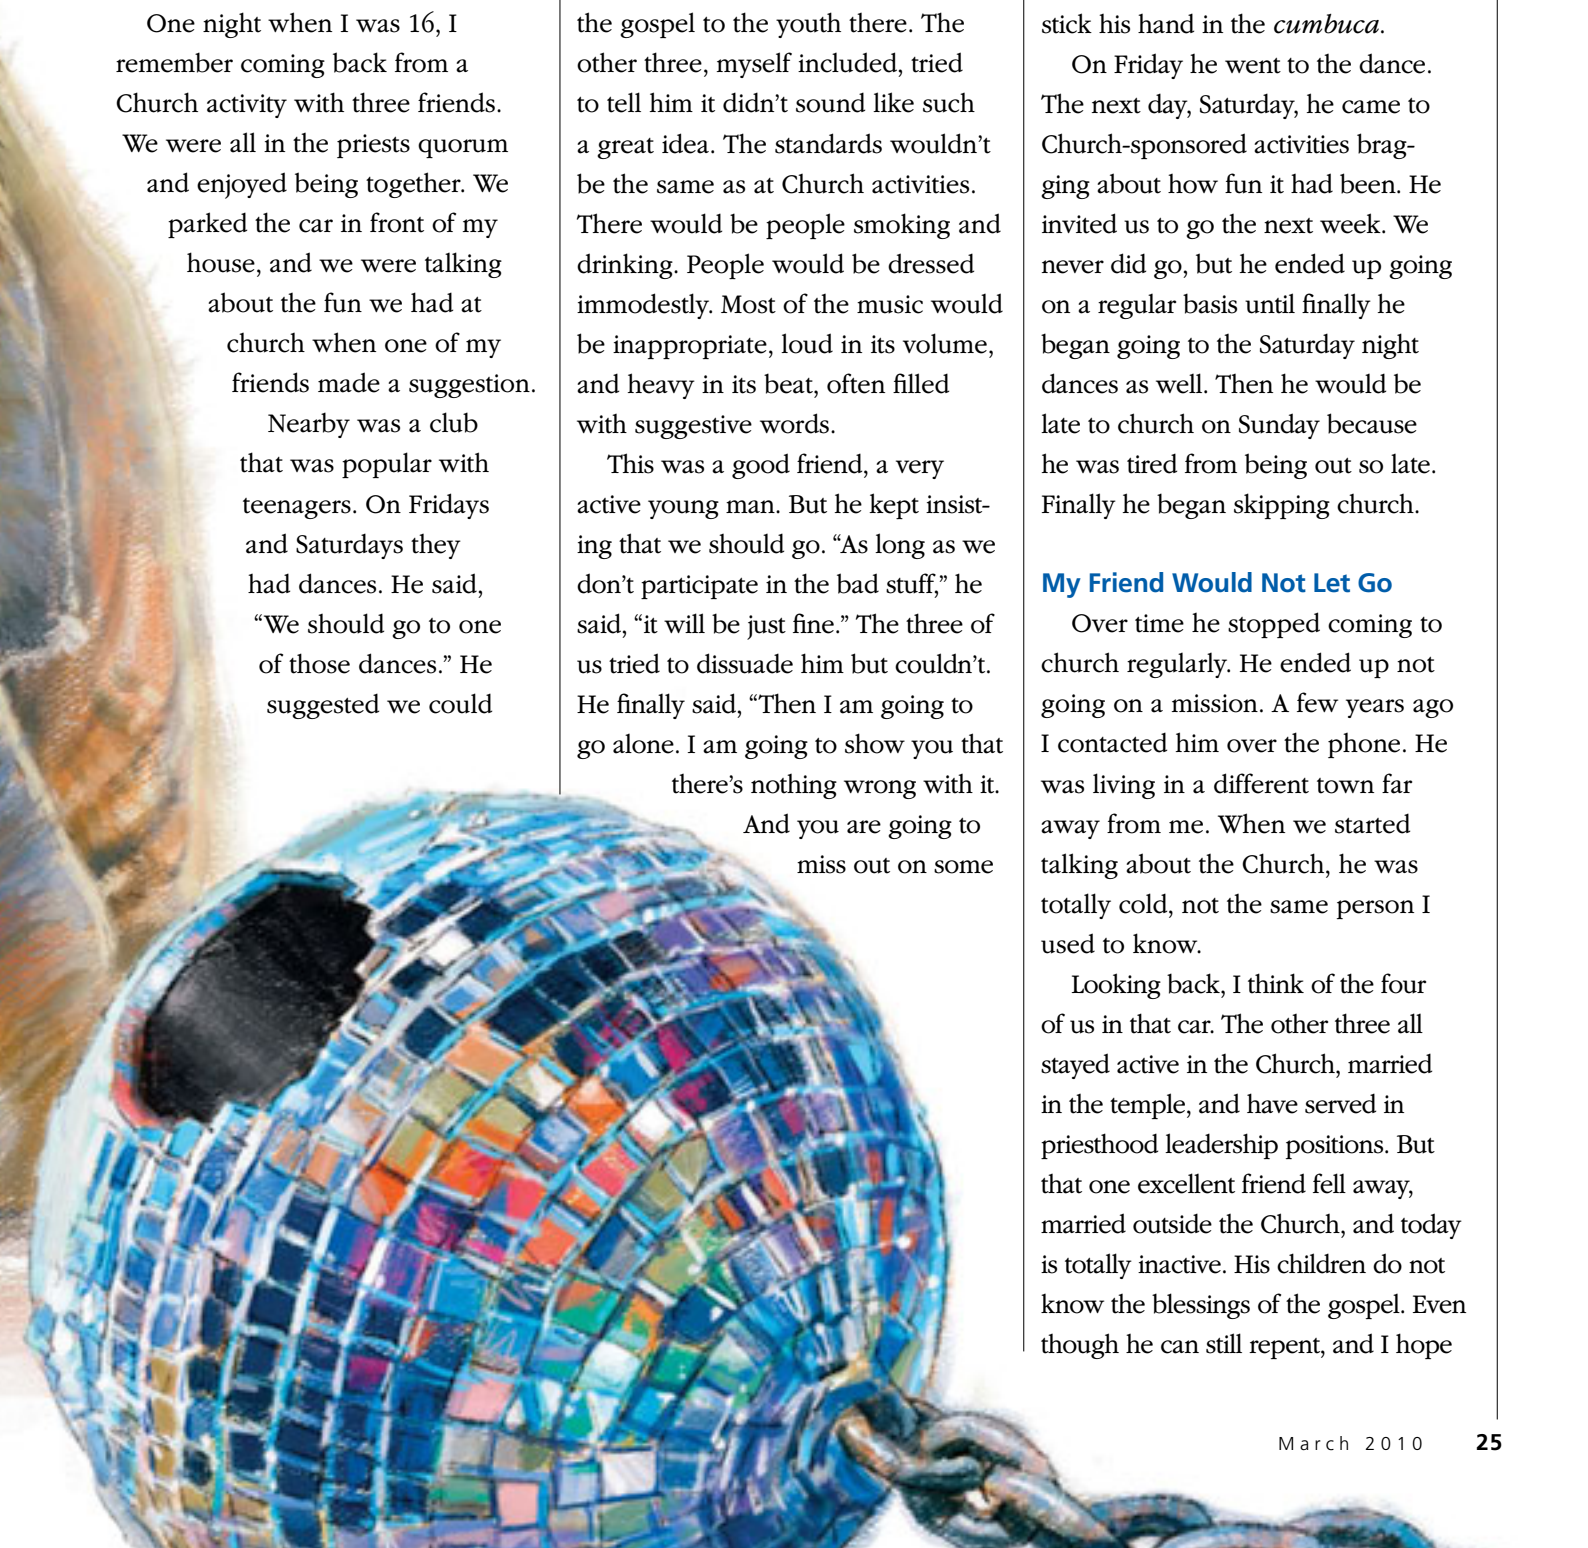 One night when I was 16, I
remember coming back from a
Church activity with three friends.
We were all in the priests quorum
and enjoyed being together. We
parked the car in front of my
house, and we were talking
about the fun we had at
church when one of my
friends made a suggestion.
Nearby was a club
that was popular with
teenagers. On Fridays
and Saturdays they
had dances. He said,
“We should go to one
of those dances.” He
suggested we could
the gospel to the youth there. The
other three, myself included, tried
to tell him it didn’t sound like such
a great idea. The standards wouldn’t
be the same as at Church activities.
There would be people smoking and
drinking. People would be dressed
immodestly. Most of the music would
be inappropriate, loud in its volume,
and heavy in its beat, often filled
with suggestive words.
This was a good friend, a very
active young man. But he kept insist-
ing that we should go. “As long as we
don’t participate in the bad stuff,” he
said, “it will be just fine.” The three of
us tried to dissuade him but couldn’t.
He finally said, “Then I am going to
go alone. I am going to show you that
there’s nothing wrong with it.
And you are going to
miss out on some
stick his hand in the cumbuca.
On Friday he went to the dance.
The next day, Saturday, he came to
Church-sponsored activities brag-
ging about how fun it had been. He
invited us to go the next week. We
never did go, but he ended up going
on a regular basis until finally he
began going to the Saturday night
dances as well. Then he would be
late to church on Sunday because
he was tired from being out so late.
Finally he began skipping church.
My Friend Would Not Let Go
Over time he stopped coming to
church regularly. He ended up not
going on a mission. A few years ago
I contacted him over the phone. He
was living in a different town far
away from me. When we started
talking about the Church, he was
totally cold, not the same person I
used to know.
Looking back, I think of the four
of us in that car. The other three all
stayed active in the Church, married
in the temple, and have served in
priesthood leadership positions. But
that one excellent friend fell away,
married outside the Church, and today
is totally inactive. His children do not
know the blessings of the gospel. Even
though he can still repent, and I hope
March 2010 25